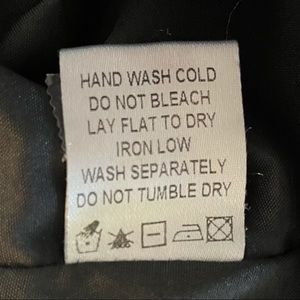 HAND WASH COLD
DO NOT BLEACH
LAY FLAT TO DRY
IRON LOW
WASH SEPARATELY
DO NOT TUMBLE DRY